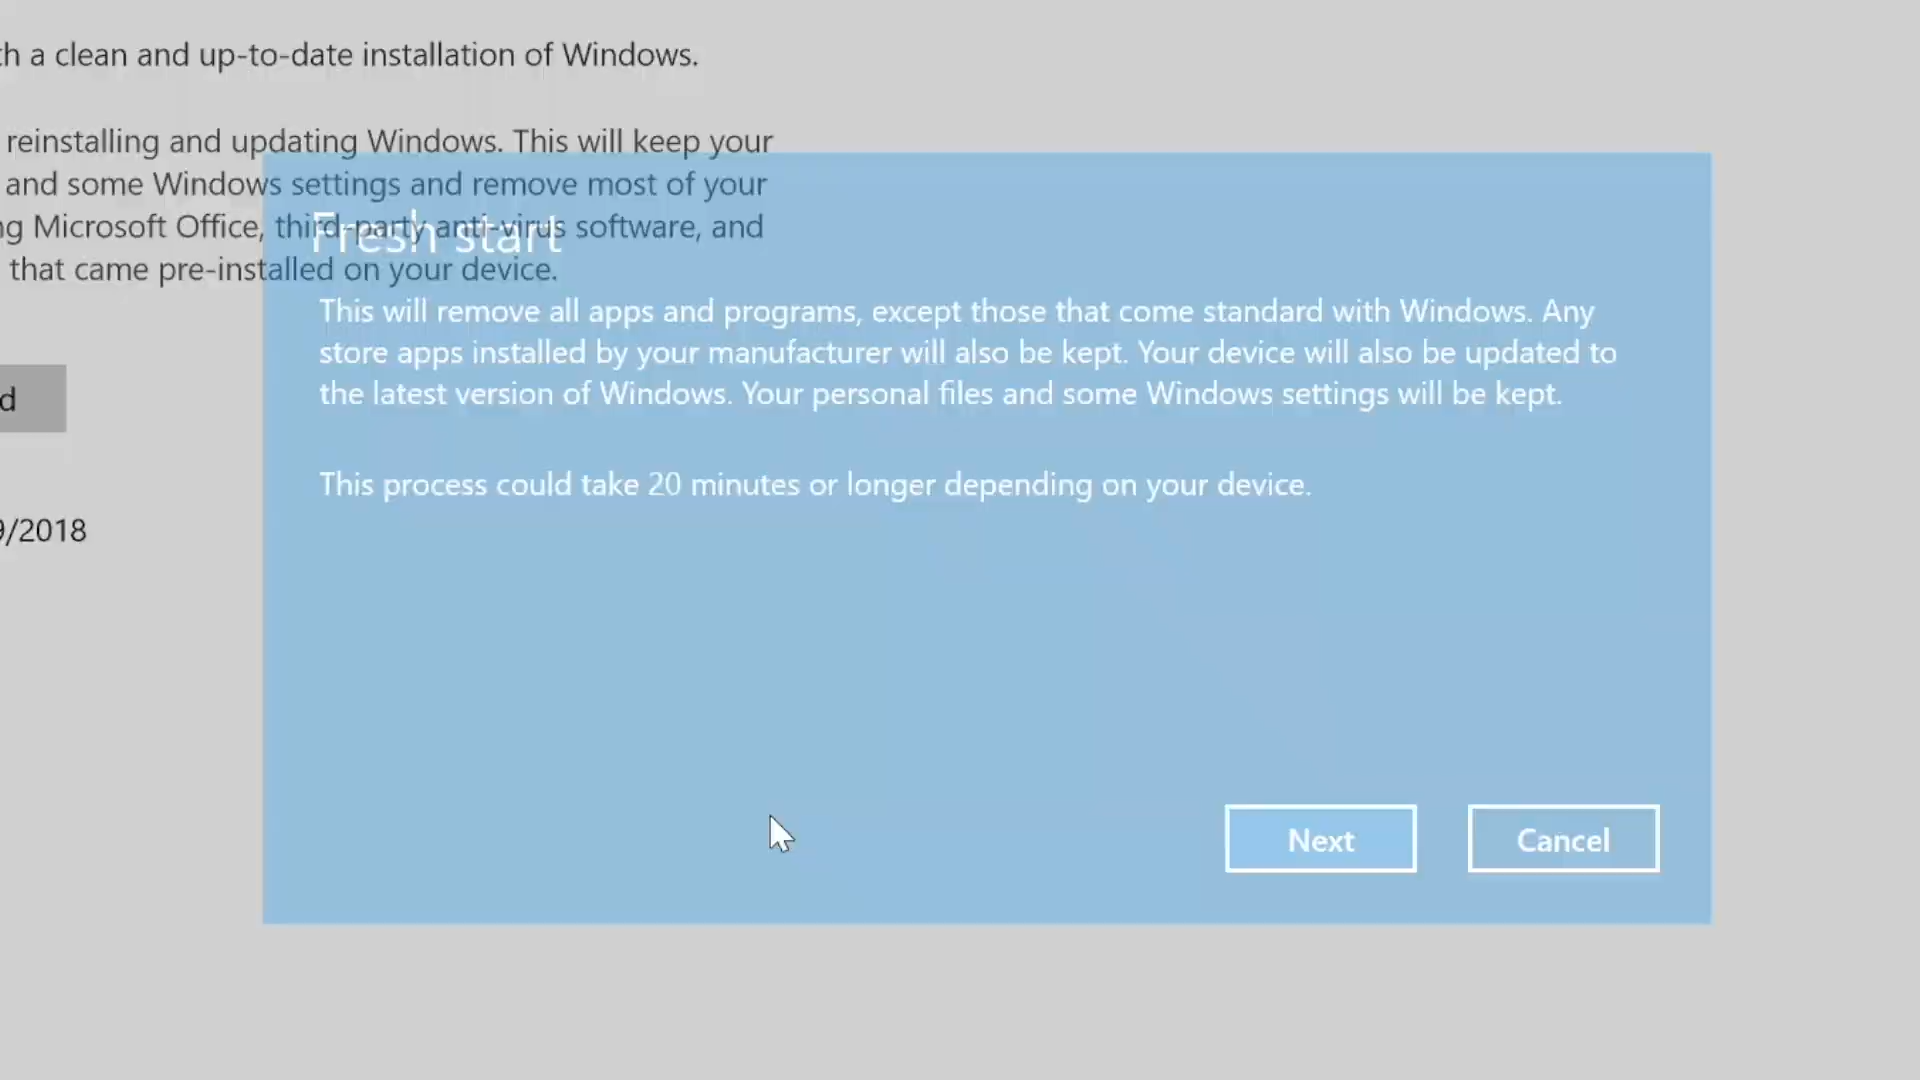 a clean and up-to-date installation of Windows.
reinstalling and updating Windows. This will keep your
and some Windows settings and remove most of your
Microsoft Office, third-party anti-virus software, and
that came pre-installed on your device.
Fresh start
This will remove all apps and programs, except those that come standard with Windows. Any
store apps installed by your manufacturer will also be kept. Your device will also be updated to
the latest version of Windows. Your personal files and some Windows settings will be kept.
This process could take 20 minutes or longer depending on your device.
/2018
Next
Cancel